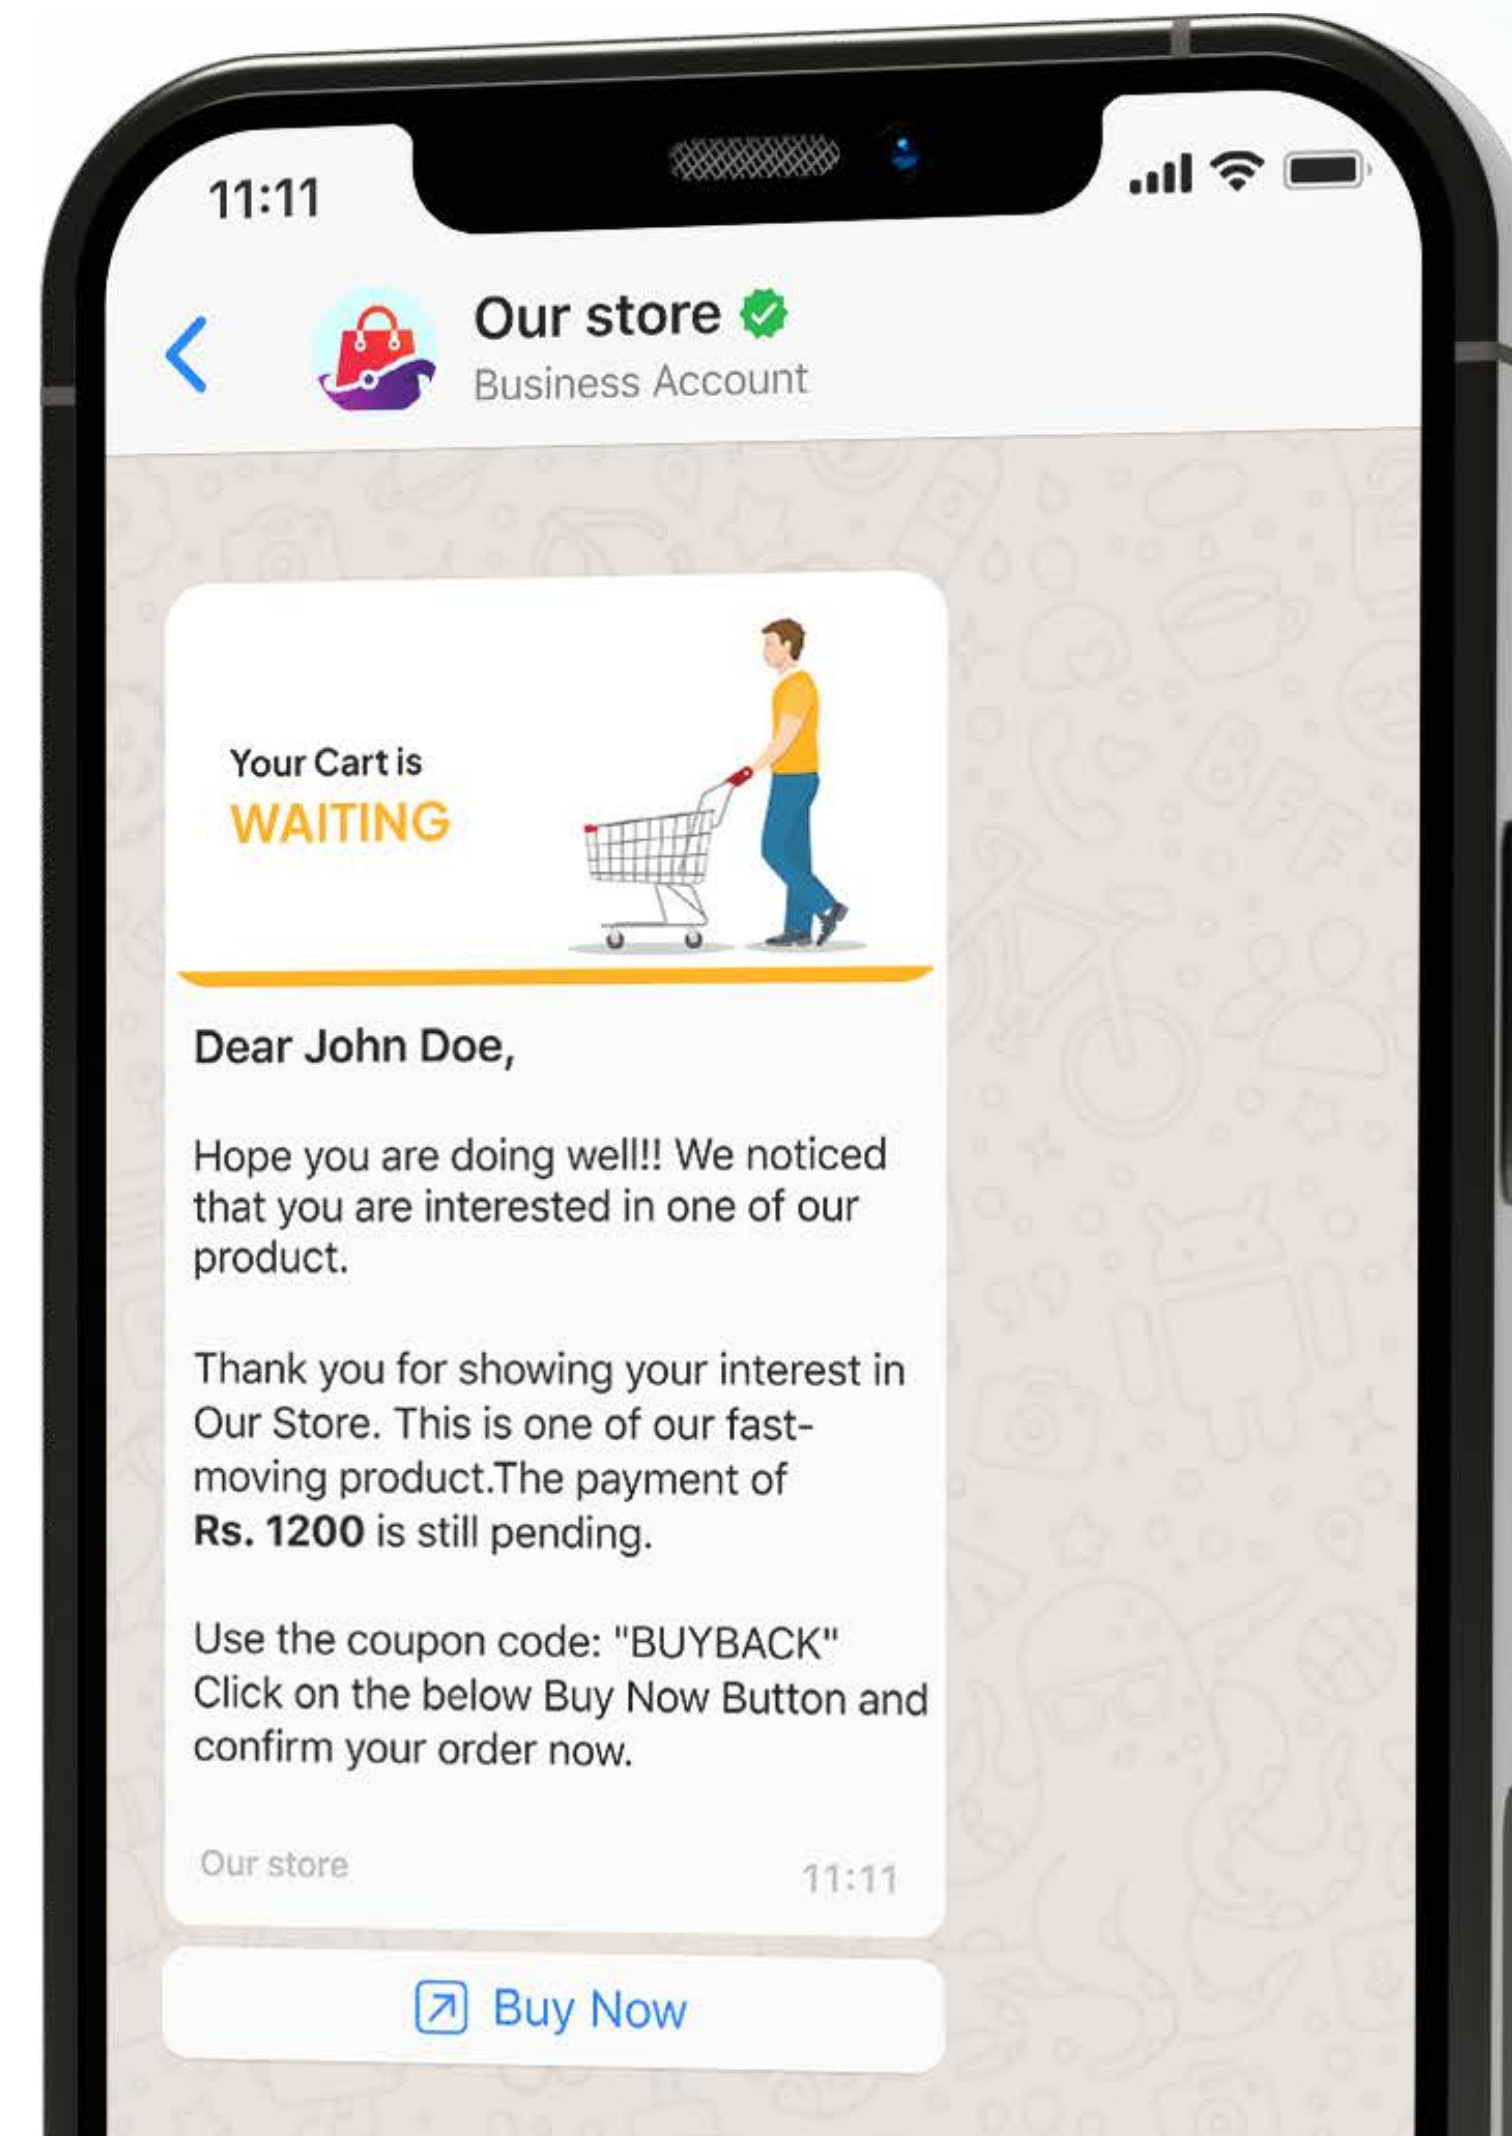 11:11
Our store
Business Account
Your Cart is
WAITING
Dear John Doe,
Hope you are doing well!! We noticed
that you are interested in one of our
product.
Thank you for showing your interest in
Our Store. This is one of our fast-
moving product.The payment of
Rs. 1200 is still pending.
Use the coupon code: "BUYBACK"
Click on the below Buy Now Button and
confirm your order now.
Our store
11:11
Buy Now
BFF